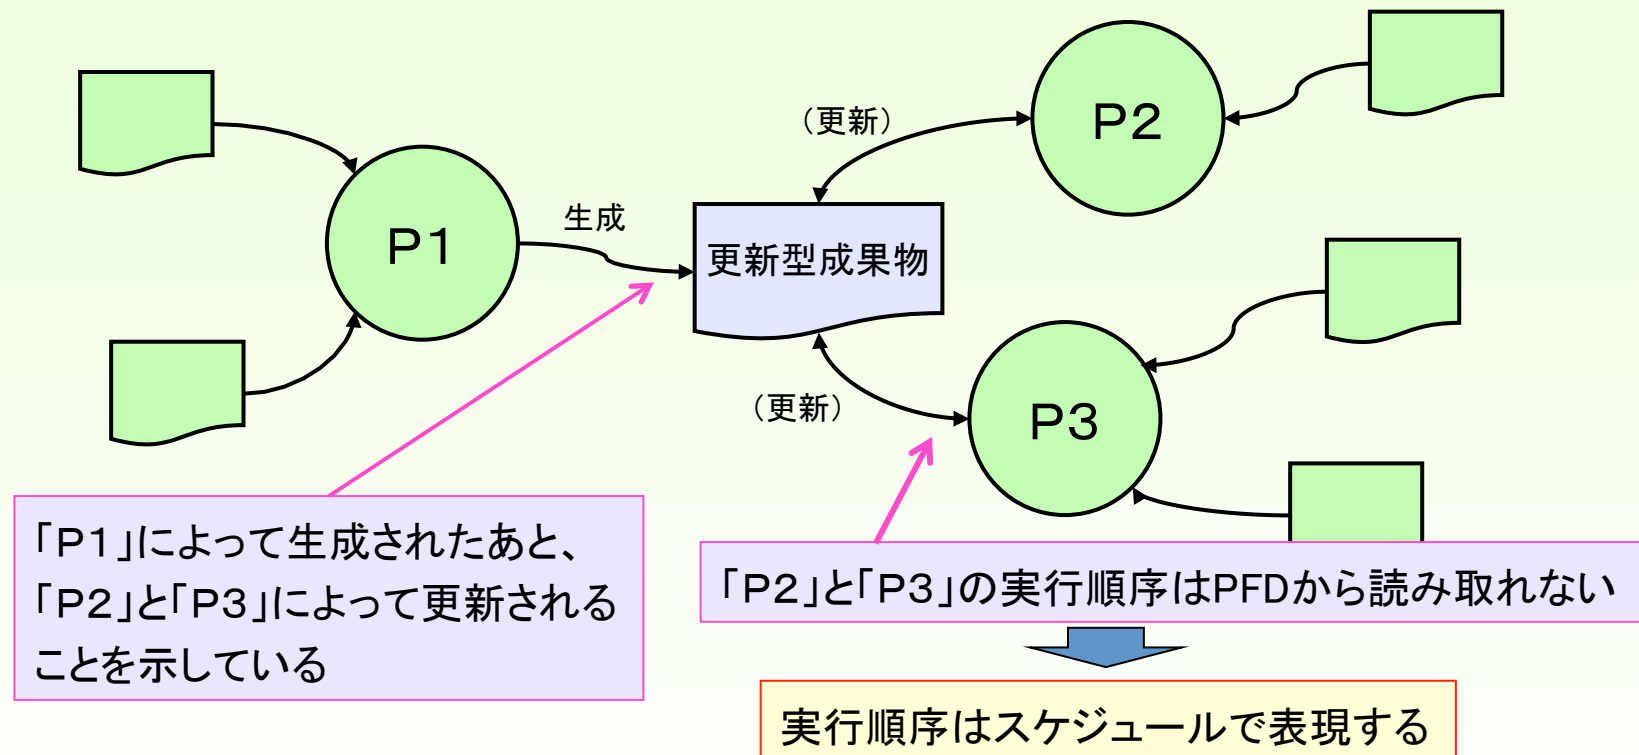 (更新)
P2
P1
生成
更新型成果物
(更新)
P3
「P1」によって生成されたあと、
「P2」と「P3」によって更新される
ことを示している
「P2」と「P3」の実行順序はPFDから読み取れない
実行順序はスケジュールで表現する